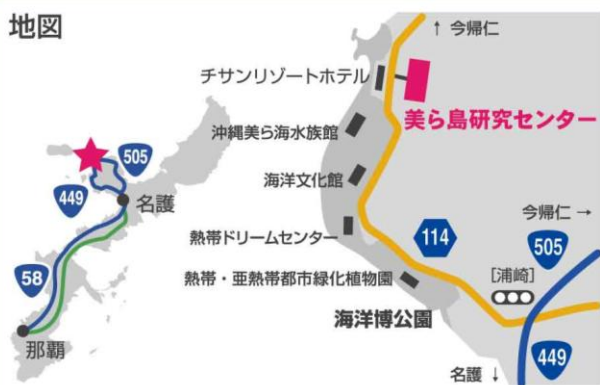 地図
505
449
名護
58
那覇
↑ 今帰仁
チサンリゾートホテル
美ら島研究センター
沖縄美ら海水族館
海洋文化館
熱帯ドリームセンター
114
熱帯・亜熱帯都市緑化植物園
海洋博公園
今帰仁 →
505
[浦崎]
449
名護 ↓